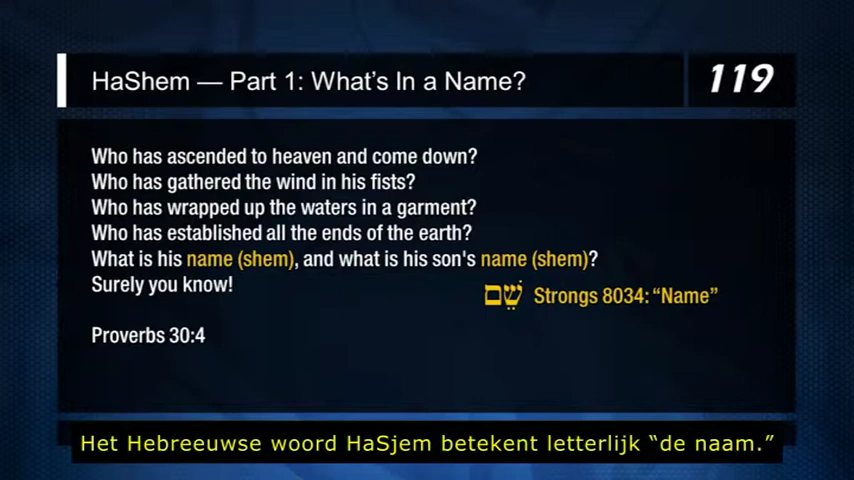 HaShem — Part 1: What's In a Name?
119
Who has ascended to heaven and come down?
Who has gathered the wind in his fists?
Who has wrapped up the waters in a garment?
Who has established all the ends of the earth?
What is his name (shem), and what is his son's name (shem)?
Surely you know!
שֵׁם Strongs 8034: “Name”
Proverbs 30:4
Het Hebreeuwse woord HaSjem betekent letterlijk “de naam.”